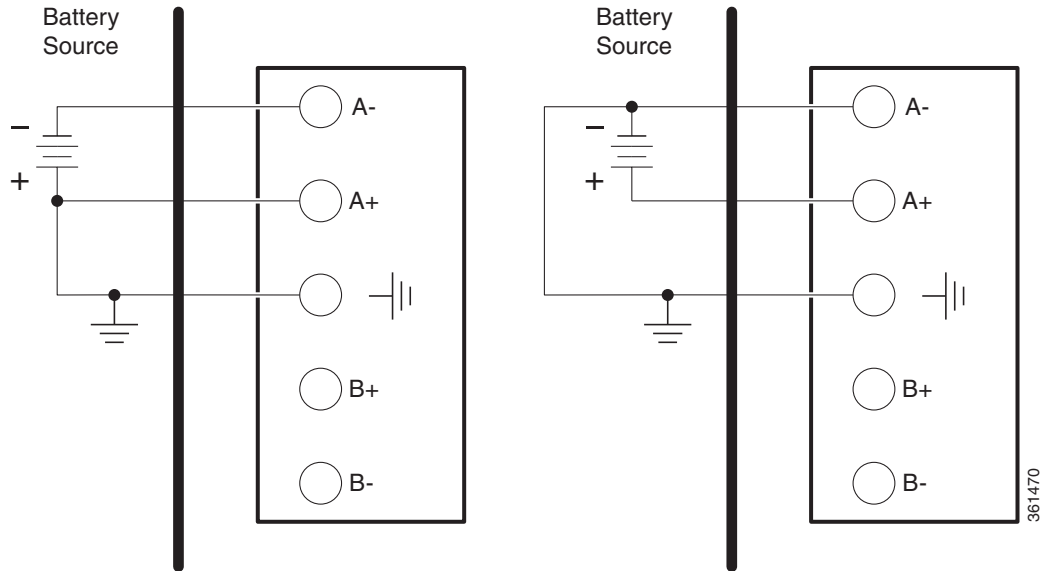 Battery
Source
A-
−
+
A+
B+
B-
Battery
Source
A-
−
+
A+
B+
B-
361470